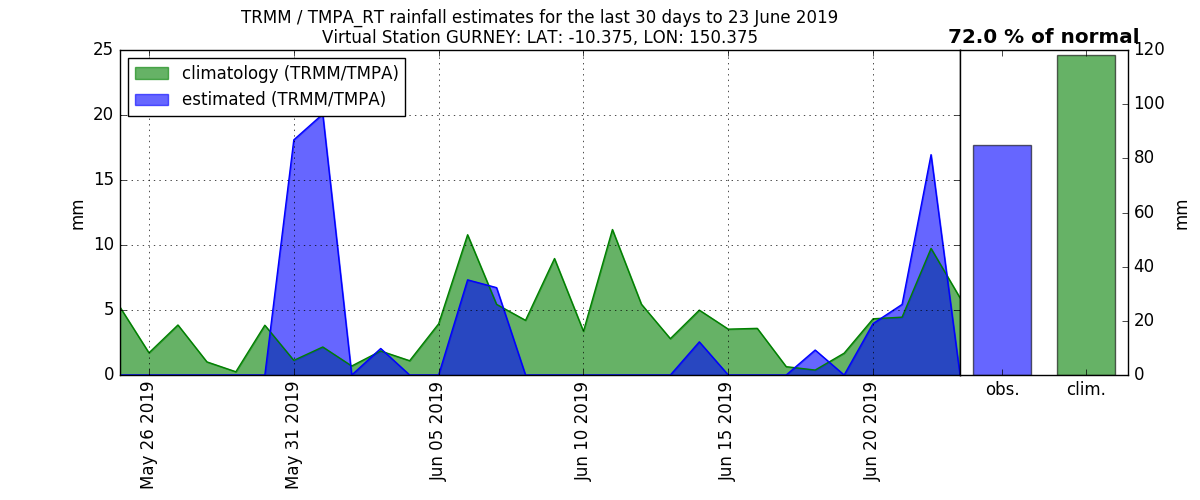 TRMM / TMPA_RT rainfall estimates for the last 30 days to 23 June 2019
Virtual Station GURNEY: LAT: -10.375, LON: 150.375
72.0 % of normal
climatology (TRMM/TMPA)
estimated (TRMM/TMPA)
25
20
15
10
5
0
mm
May 26 2019
May 31 2019
Jun 05 2019
Jun 10 2019
Jun 15 2019
Jun 20 2019
obs.
clim.
120
100
80
60
40
20
0
mm